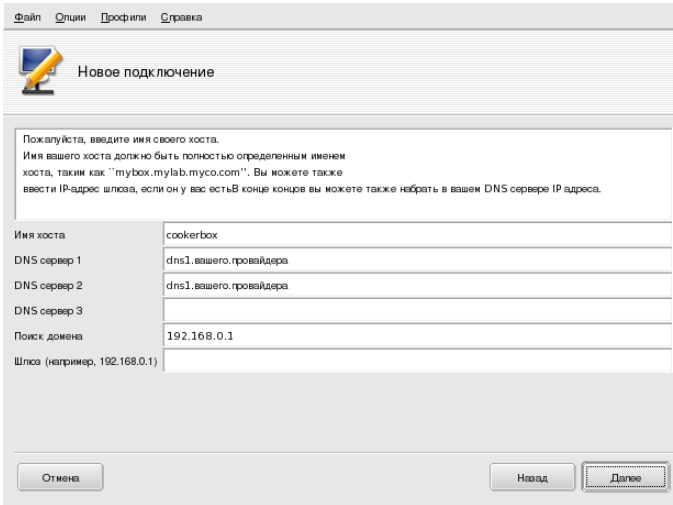 Файл Опции Профили Справка
Новое подключение
Пожалуйста, введите имя своего хоста.
Имя вашего хоста должно быть полностью определенным именем
хоста, таким как ``mybox.mylab.myco.com''. Вы можете также
ввести IP-адрес шлюза, если он у вас естьВ конце концов вы можете также набрать в вашем DNS сервере IP адреса.
Имя хоста cookerbox
DNS сервер 1 dns1.вашего.провайдера
DNS сервер 2 dns1.вашего.провайдера
DNS сервер 3
Поиск домена 192.168.0.1
Шлюз (например, 192.168.0.1)
Отмена Назад Далее